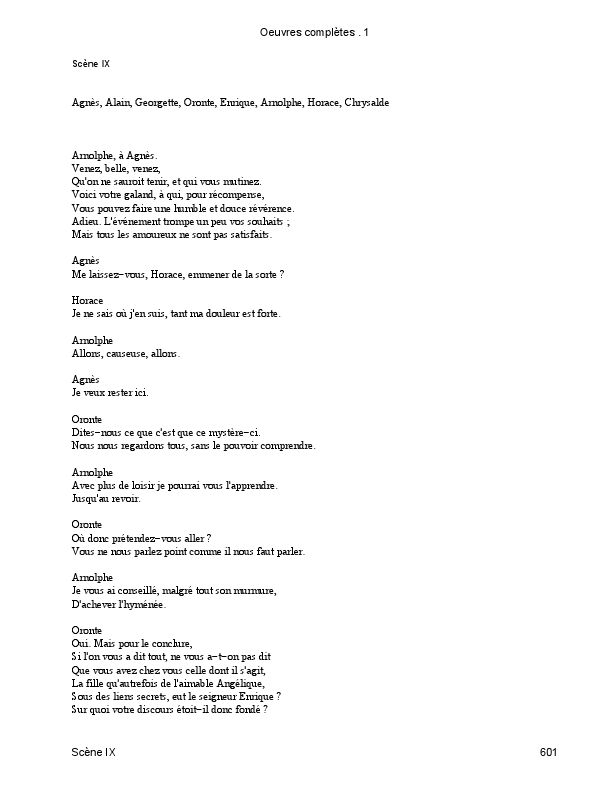 Oeuvres complètes . 1
Scène IX
Agnès, Alain, Georgette, Oronte, Enrique, Arnolphe, Horace, Chrysalde
Arnolphe, à Agnès.
Venez, belle, venez,
Qu'on ne sauroit tenir, et qui vous mutinez.
Voici votre galand, à qui, pour récompense,
Vous pouvez faire une humble et douce révérence.
Adieu. L'événement trompe un peu vos souhaits ;
Mais tous les amoureux ne sont pas satisfaits.
Agnès
Me laissez−vous, Horace, emmener de la sorte ?
Horace
Je ne sais où j'en suis, tant ma douleur est forte.
Arnolphe
Allons, causeuse, allons.
Agnès
Je veux rester ici.
Oronte
Dites−nous ce que c'est que ce mystère−ci.
Nous nous regardons tous, sans le pouvoir comprendre.
Arnolphe
Avec plus de loisir je pourrai vous l'apprendre.
Jusqu'au revoir.
Oronte
Où donc prétendez−vous aller ?
Vous ne nous parlez point comme il nous faut parler.
Arnolphe
Je vous ai conseillé, malgré tout son murmure,
D'achever l'hyménée.
Oronte
Oui. Mais pour le conclure,
Si l'on vous a dit tout, ne vous a−t−on pas dit
Que vous avez chez vous celle dont il s'agit,
La fille qu'autrefois de l'aimable Angélique,
Sous des liens secrets, eut le seigneur Enrique ?
Sur quoi votre discours étoit−il donc fondé ?
Scène IX
601